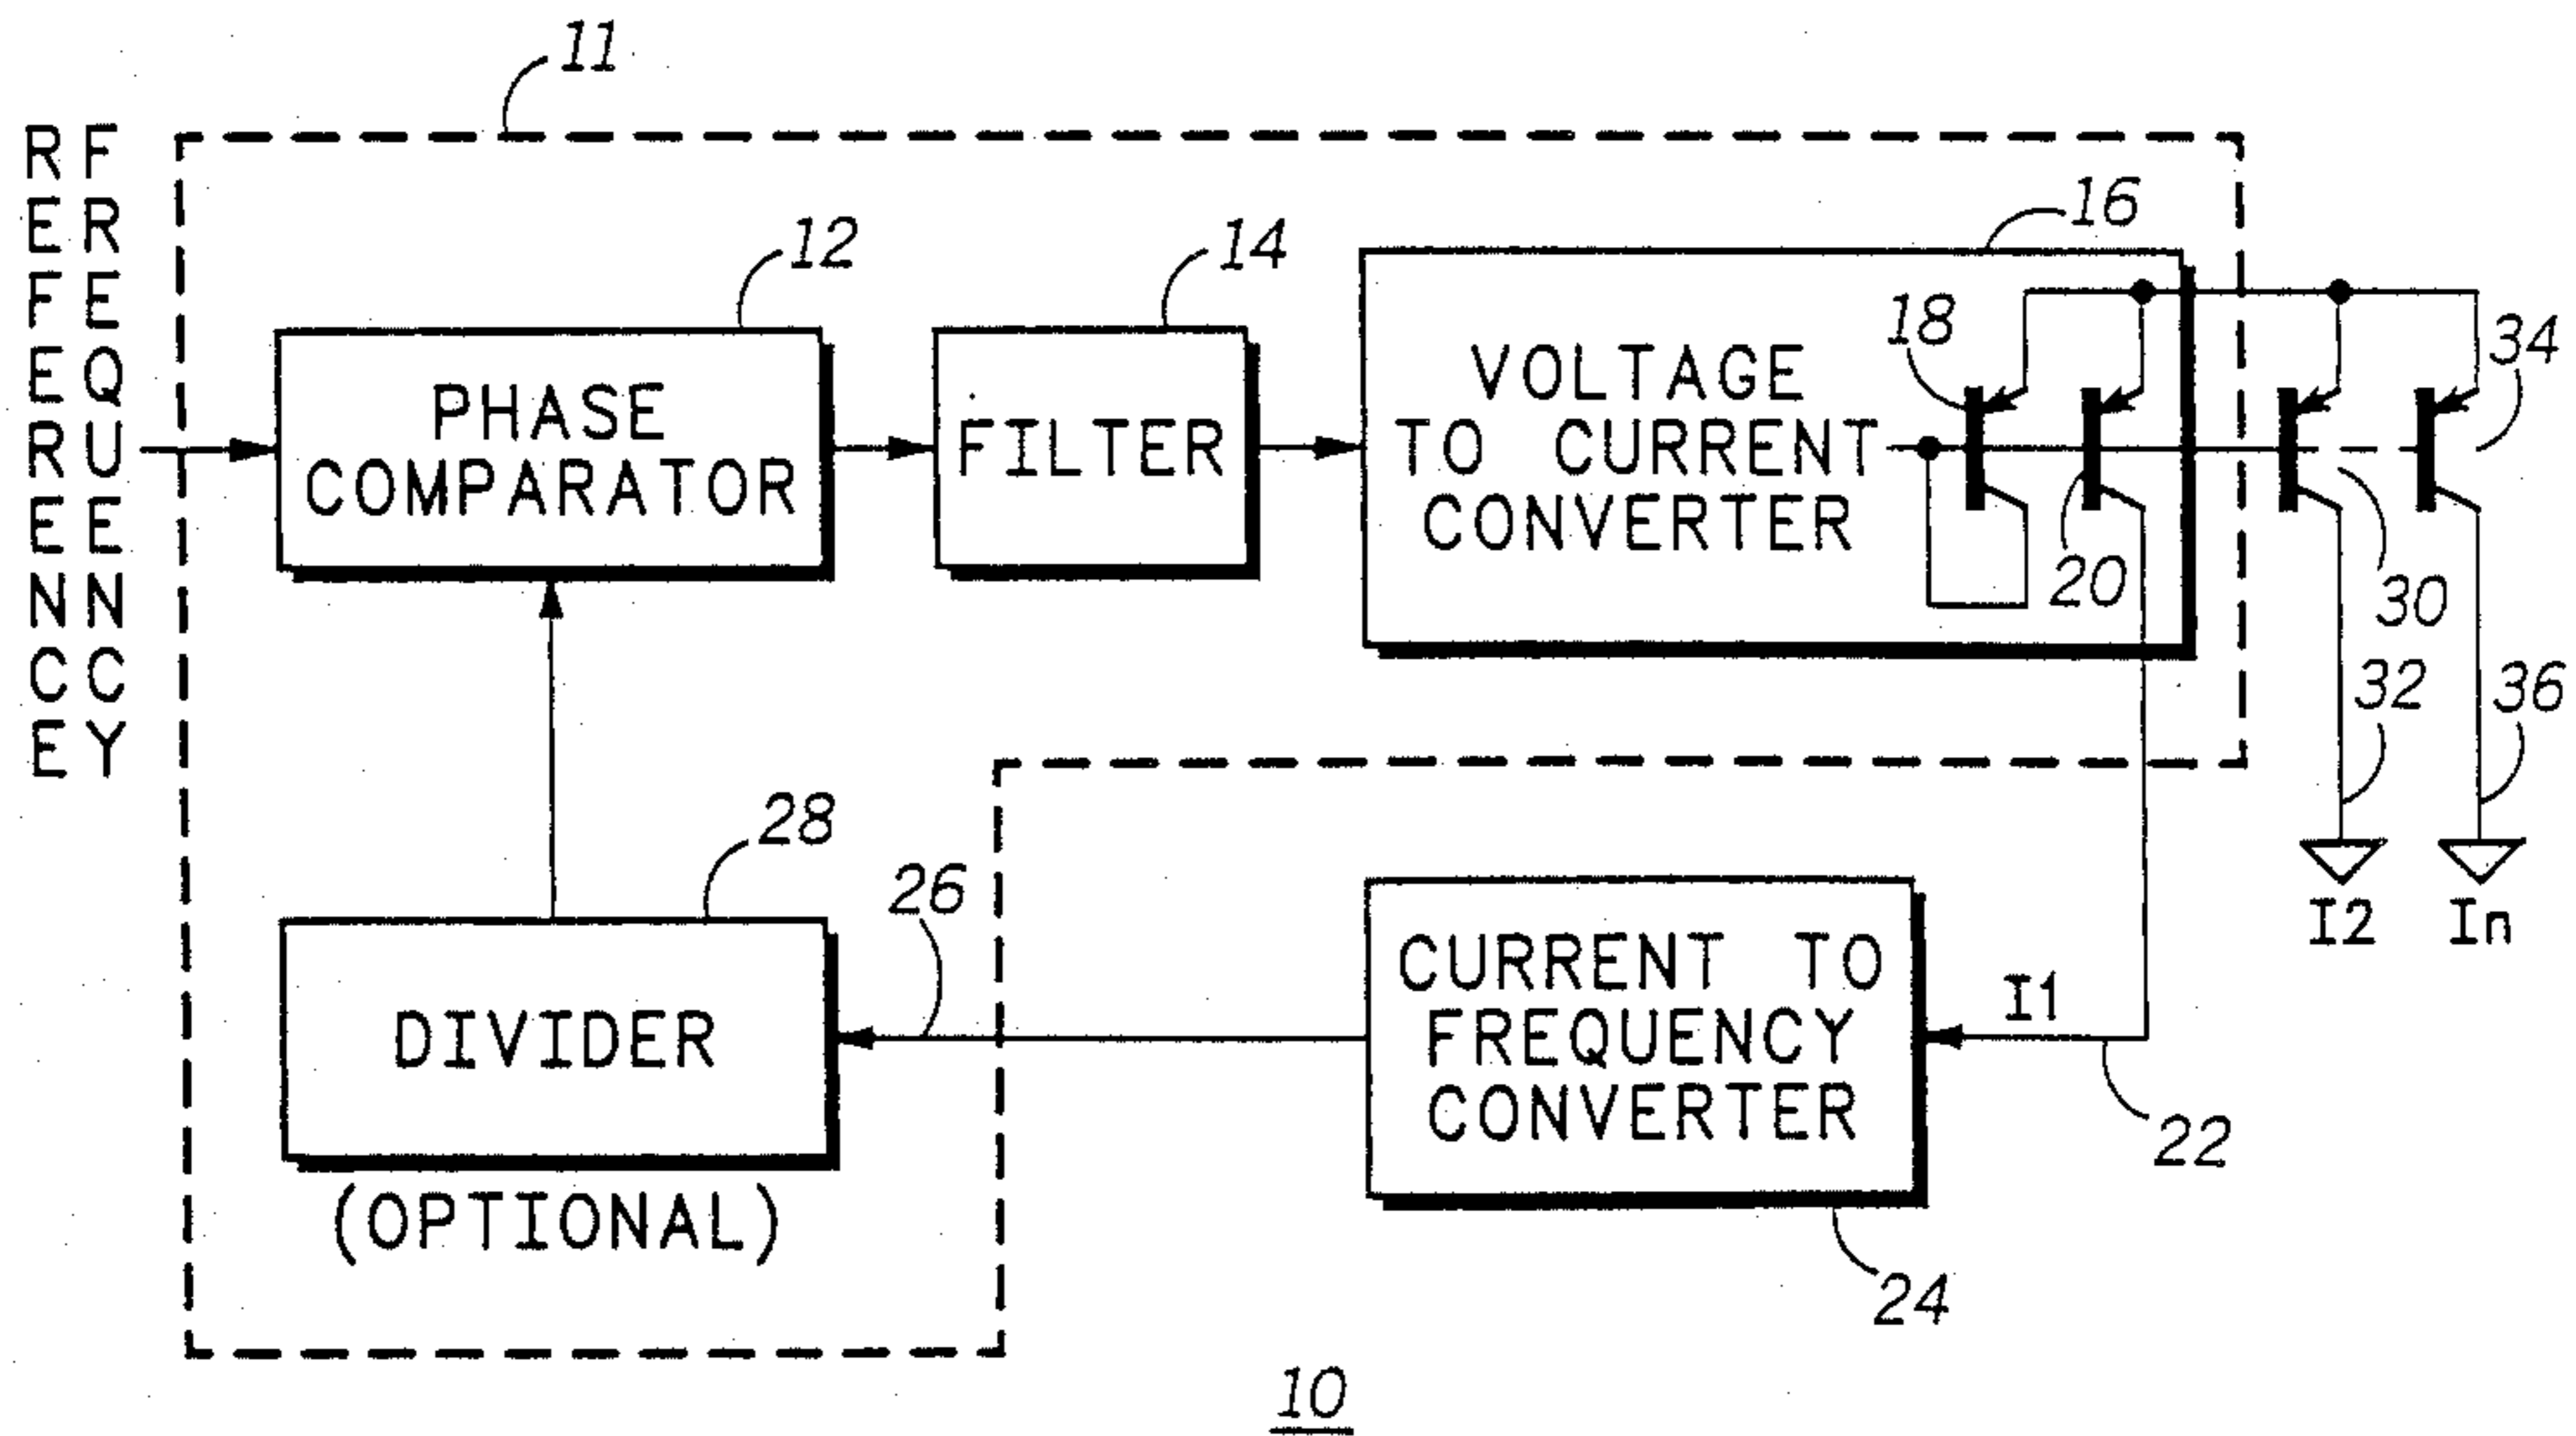 11
REFERENCE
FREQUENCY
12
14
16
18
34
PHASE
COMPARATOR
FILTER
VOLTAGE
TO CURRENT
CONVERTER
20
30
32
36
28
26
I2
In
DIVIDER
(OPTIONAL)
CURRENT TO
FREQUENCY
CONVERTER
I1
22
24
10